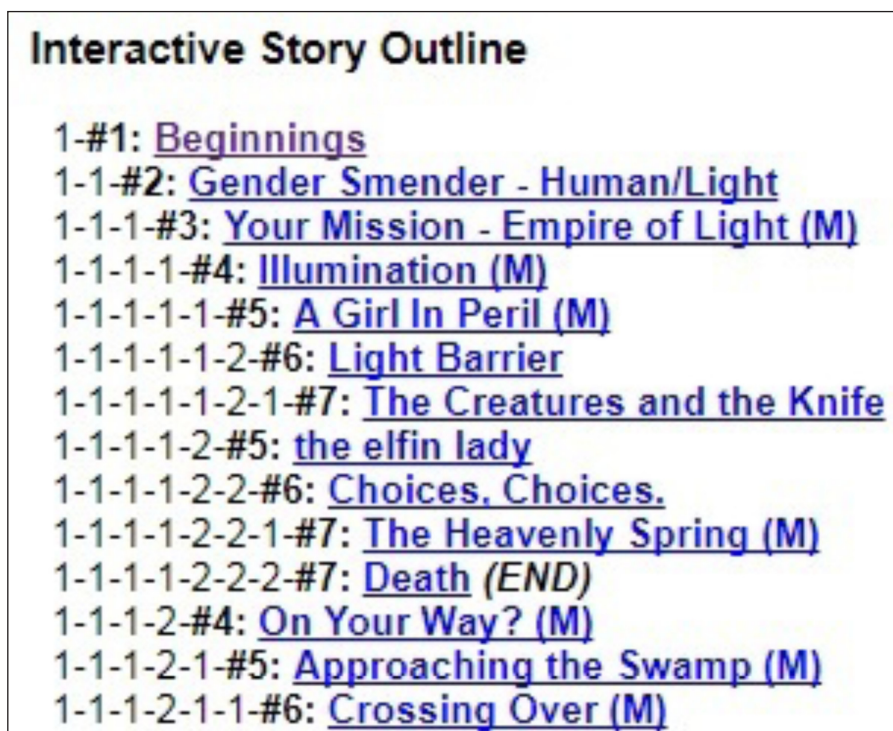 Interactive Story Outline
1-#1: Beginnings
1-1-#2: Gender Smender - Human/Light
1-1-1-#3: Your Mission - Empire of Light (M)
1-1-1-1-#4: Illumination (M)
1-1-1-1-1-#5: A Girl In Peril (M)
1-1-1-1-1-2-#6: Light Barrier
1-1-1-1-1-2-1-#7: The Creatures and the Knife
1-1-1-1-2-#5: the elfin lady
1-1-1-1-2-2-#6: Choices, Choices.
1-1-1-1-2-2-1-#7: The Heavenly Spring (M)
1-1-1-1-2-2-2-#7: Death (END)
1-1-1-2-#4: On Your Way? (M)
1-1-1-2-1-#5: Approaching the Swamp (M)
1-1-1-2-1-1-#6: Crossing Over (M)